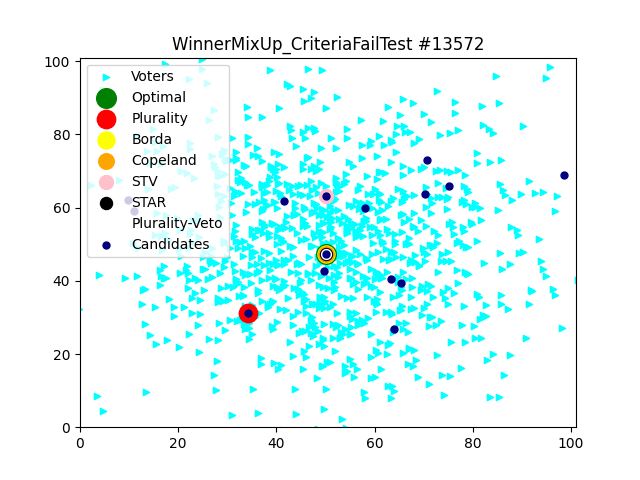 WinnerMixUp_CriteriaFailTest #13572
100
80
60
40
20
0
0
20
40
60
80
100
Voters
Optimal
Plurality
Borda
Copeland
STV
STAR
Plurality-Veto
Candidates